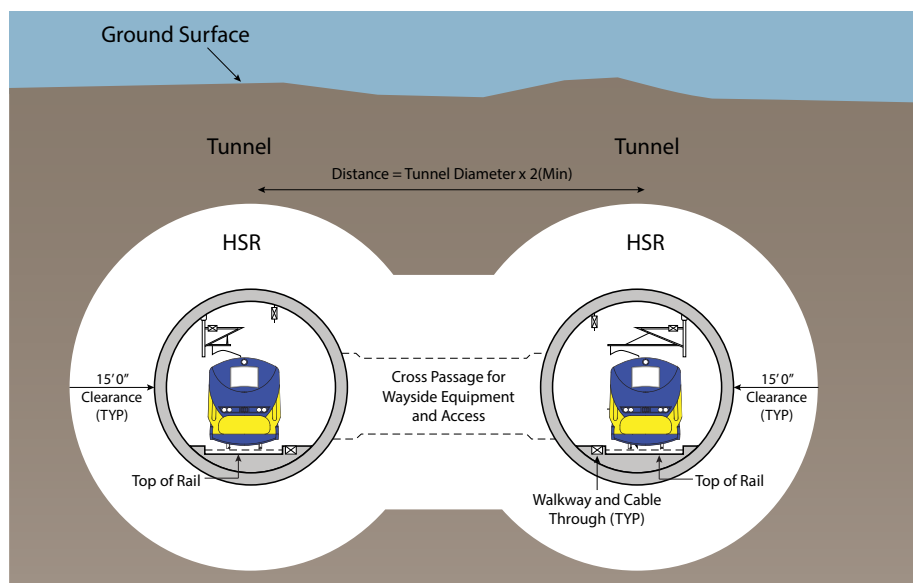 Ground Surface
Tunnel
Tunnel
Distance = Tunnel Diameter x 2(Min)
HSR
HSR
15' 0"
Clearance
(TYP)
Cross Passage for
Wayside Equipment
and Access
15' 0"
Clearance
(TYP)
Top of Rail
Walkway and Cable
Through (TYP)
Top of Rail